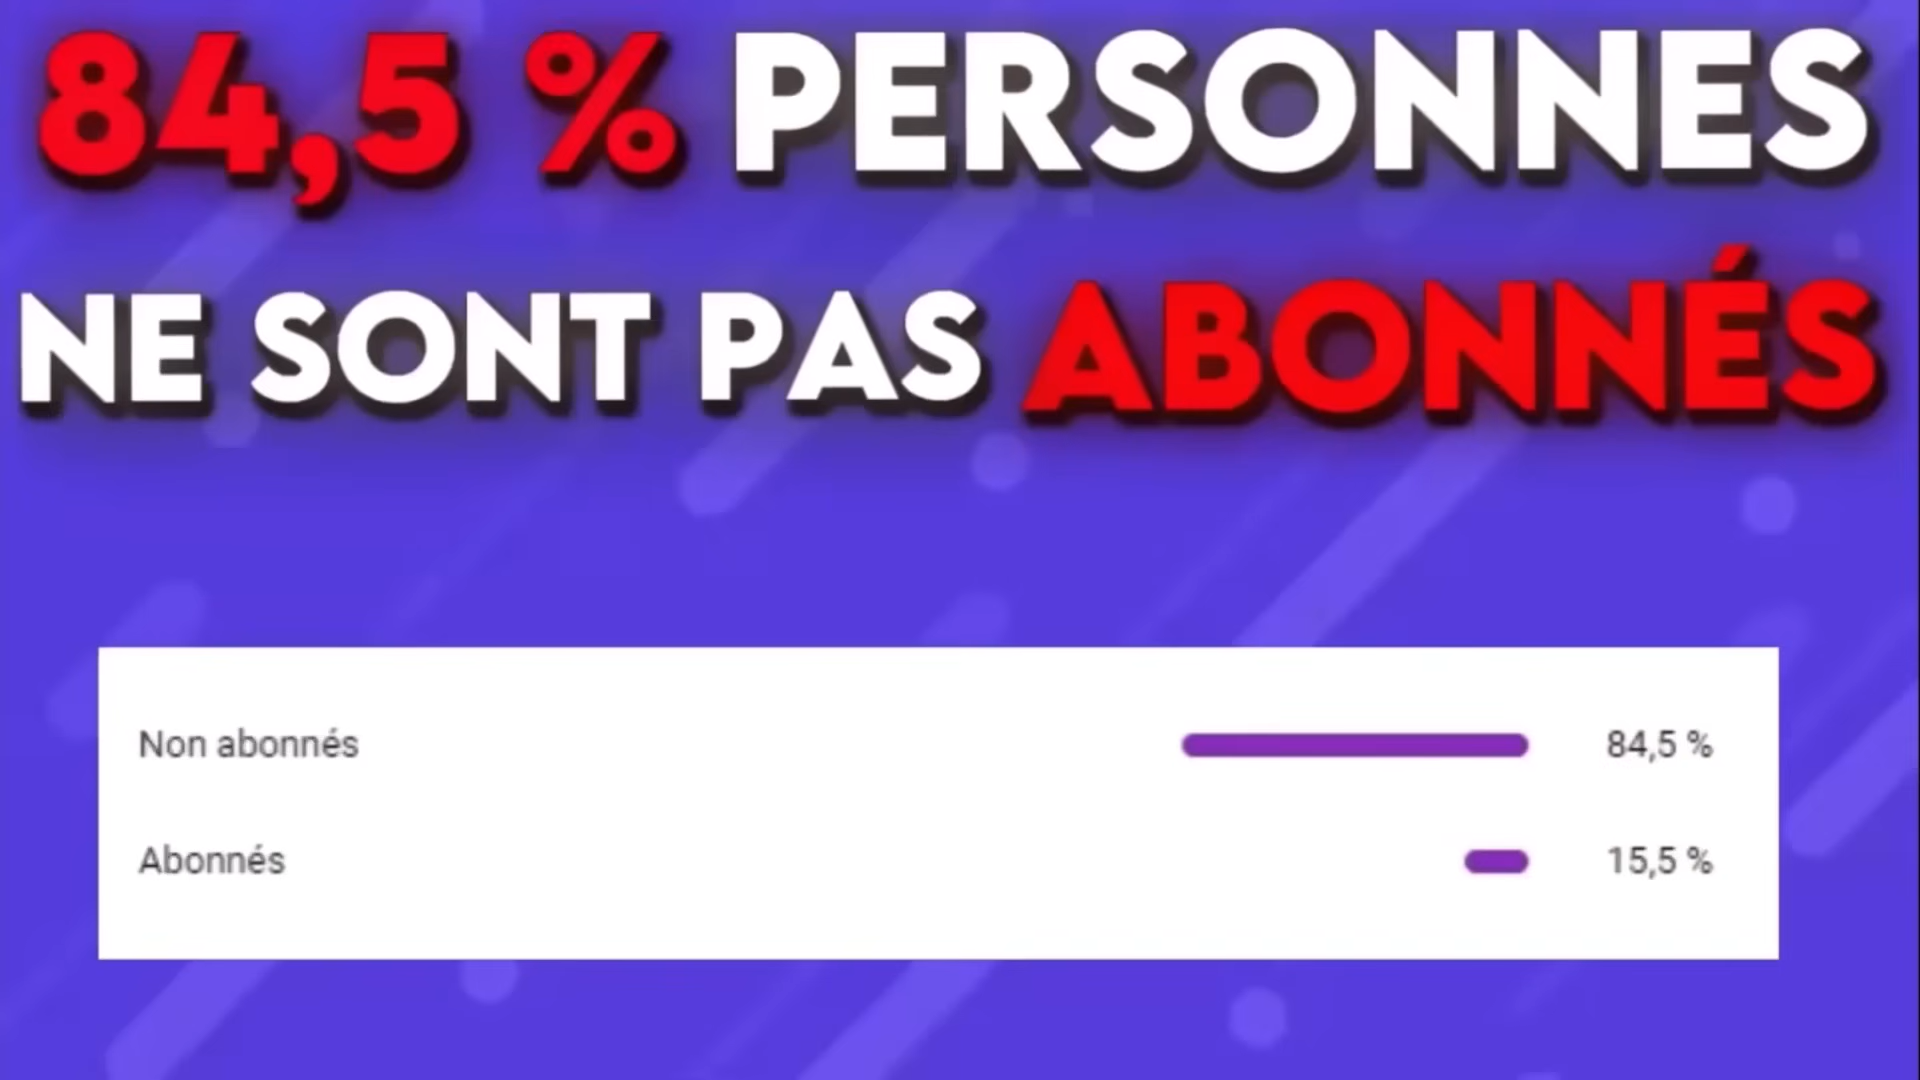 84,5 % PERSONNES
NE SONT PAS ABONNÉS
Non abonnés 84,5 %
Abonnés 15,5 %